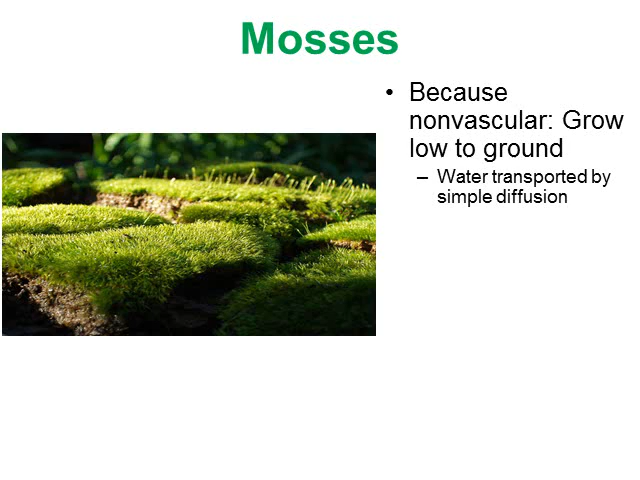 Mosses
• Because
nonvascular: Grow
low to ground
– Water transported by
simple diffusion